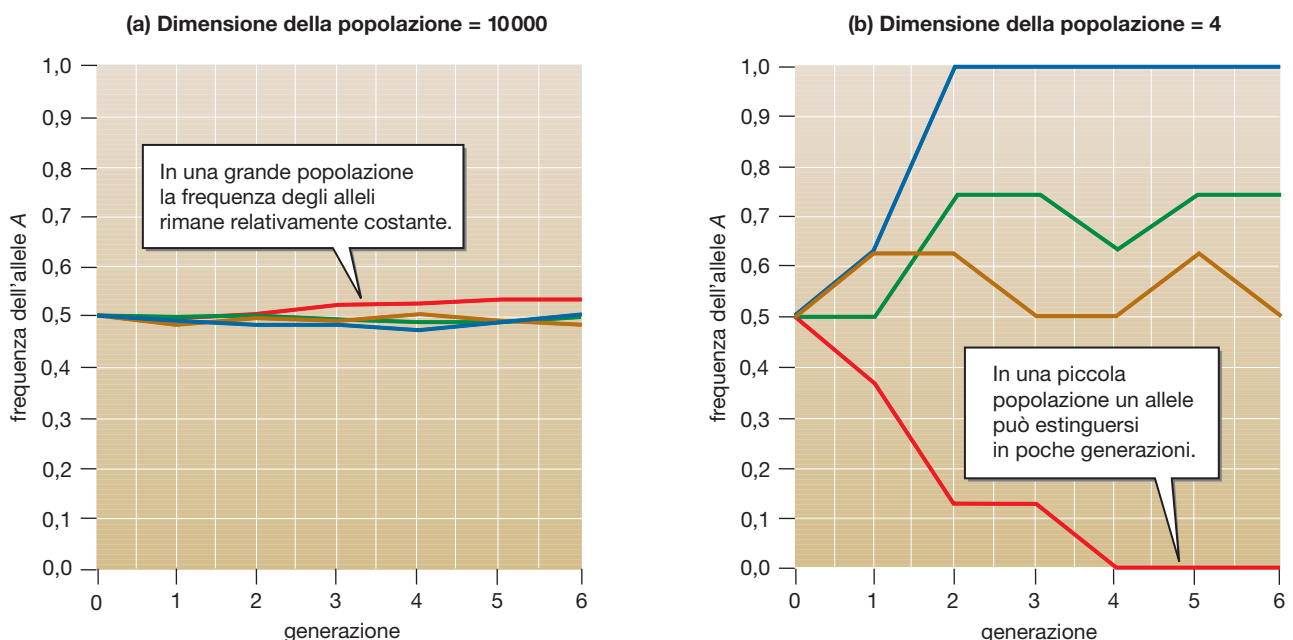 (a) Dimensione della popolazione = 10 000
1,0
0,9
0,8
0,7
0,6
0,5
0,4
0,3
0,2
0,1
0,0
frequenza dell'allele A
In una grande popolazione
la frequenza degli alleli
rimane relativamente costante.
0 1 2 3 4 5 6
generazione
(b) Dimensione della popolazione = 4
1,0
0,9
0,8
0,7
0,6
0,5
0,4
0,3
0,2
0,1
0,0
frequenza dell'allele A
In una piccola
popolazione un allele
può estinguersi
in poche generazioni.
0 1 2 3 4 5 6
generazione